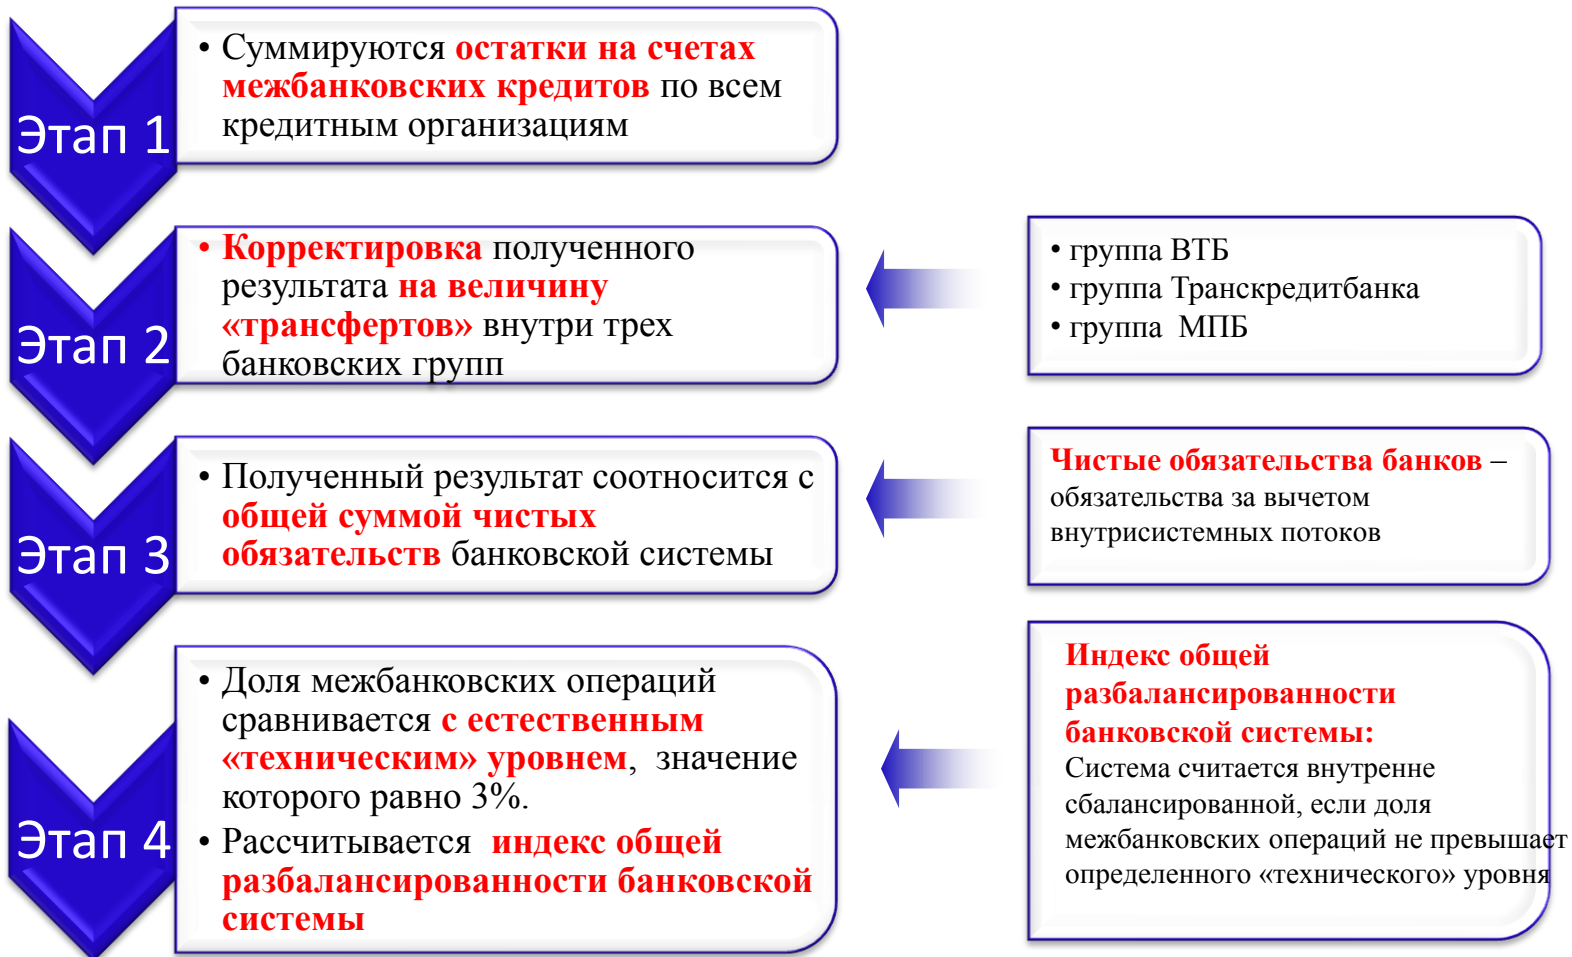 Этап 1
• Суммируются остатки на счетах
межбанковских кредитов по всем
кредитным организациям
Этап 2
• Корректировка полученного
результата на величину
«трансфертов» внутри трех
банковских групп
• группа ВТБ
• группа Транскредитбанка
• группа МПБ
Этап 3
• Полученный результат соотносится с
общей суммой чистых
обязательств банковской системы
Чистые обязательства банков –
обязательства за вычетом
внутрисистемных потоков
Этап 4
• Доля межбанковских операций
сравнивается с естественным
«техническим» уровнем, значение
которого равно 3%.
• Рассчитывается индекс общей
разбалансированности банковской
системы
Индекс общей
разбалансированности
банковской системы:
Система считается внутренне
сбалансированной, если доля
межбанковских операций не превышает
определенного «технического» уровня